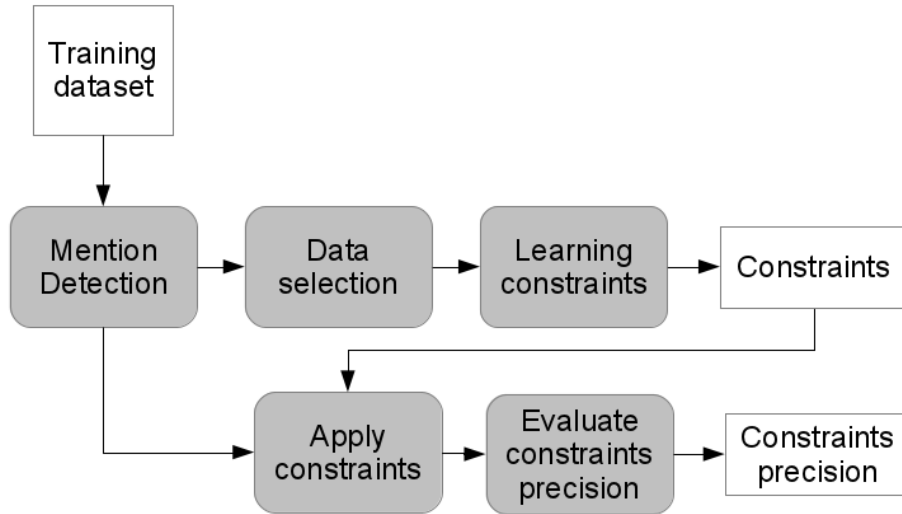 Training
dataset
Mention
Detection
Data
selection
Learning
constraints
Constraints
Apply
constraints
Evaluate
constraints
precision
Constraints
precision